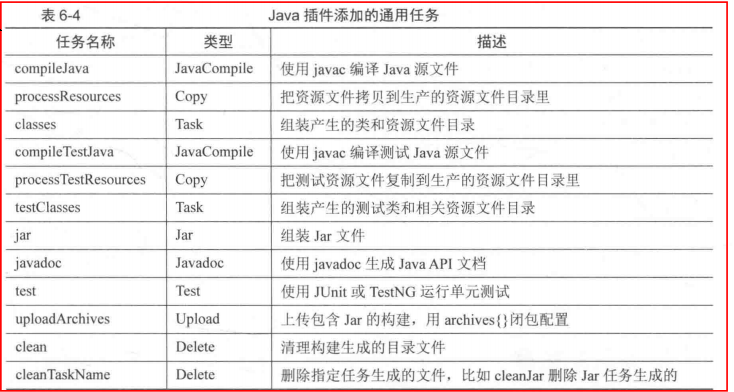 表 6-4 Java 插件添加的通用任务
任务名称 类型 描述
compileJava JavaCompile 使用 javac 编译 Java 源文件
processResources Copy 把资源文件拷贝到生产的资源文件目录里
classes Task 组装产生的类和资源文件目录
compileTestJava JavaCompile 使用 javac 编译测试 Java 源文件
processTestResources Copy 把测试资源文件复制到生产的资源文件目录里
testClasses Task 组装产生的测试类和相关资源文件目录
jar Jar 组装 Jar 文件
javadoc Javadoc 使用 javadoc 生成 Java API 文档
test Test 使用 JUnit 或 TestNG 运行单元测试
uploadArchives Upload 上传包含 Jar 的构建，用 archives{}闭包配置
clean Delete 清理构建生成的目录文件
cleanTaskName Delete 删除指定任务生成的文件，比如 cleanJar 删除 Jar 任务生成的